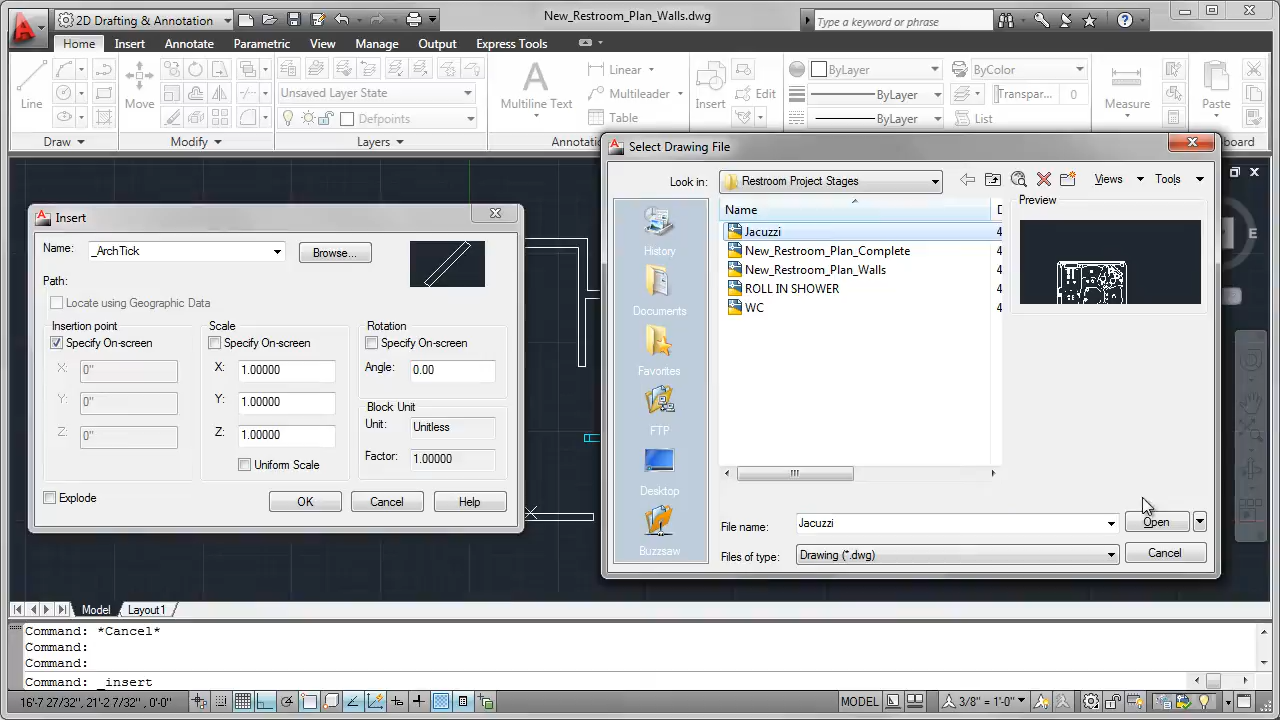 2D Drafting & Annotation
New_Restroom_Plan_Walls.dwg
Type a keyword or phrase
Home Insert Annotate Parametric View Manage Output Express Tools
Line
Move
Unsaved Layer State
Defpoints
Multiline Text
Linear
Multileader
Table
Insert
Edit
ByLayer
ByLayer
ByLayer
ByColor
Transpar... 0
List
Measure
Paste
Draw
Modify
Layers
Insert
Name: _ArchTick
Browse...
Path:
Locate using Geographic Data
Insertion point
Specify On-screen
X: 0"
Y: 0"
Z: 0"
Scale
Specify On-screen
X: 1.00000
Y: 1.00000
Z: 1.00000
Uniform Scale
Rotation
Specify On-screen
Angle: 0.00
Block Unit
Unit: Unitless
Factor: 1.00000
Explode
OK
Cancel
Help
Select Drawing File
Look in: Restroom Project Stages
Views
Tools
History
Documents
Favorites
FTP
Desktop
Buzzsaw
Name
Jacuzzi
New_Restroom_Plan_Complete
New_Restroom_Plan_Walls
ROLL IN SHOWER
WC
Preview
File name: Jacuzzi
Open
Files of type: Drawing (*.dwg)
Cancel
E
Model Layout1
Command: *Cancel*
Command:
Command:
Command: _insert
16'-7 27/32", 21'-2 7/32", 0'-0"
MODEL
3/8" = 1'-0"